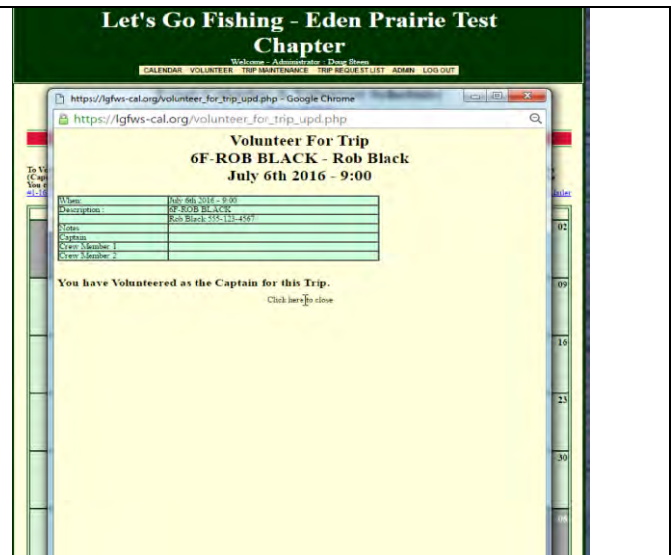 Let's Go Fishing - Eden Prairie Test
Chapter
Welcome - Administrator : Doug Steen
CALENDAR VOLUNTEER TRIP MAINTENANCE TRIP REQUEST LIST ADMIN LOG OUT
https://lgfws-cal.org/volunteer_for_trip_upd.php - Google Chrome
https://lgfws-cal.org/volunteer_for_trip_upd.php
Volunteer For Trip
6F-ROB BLACK - Rob Black
July 6th 2016 - 9:00
When: July 6th 2016 - 9:00
Description : 6F-ROB BLACK
Rob Black 555-123-4567
Notes
Captain
Crew Member 1
Crew Member 2
You have Volunteered as the Captain for this Trip.
Click here to close
To
(Cap
You
02
09
16
23
30